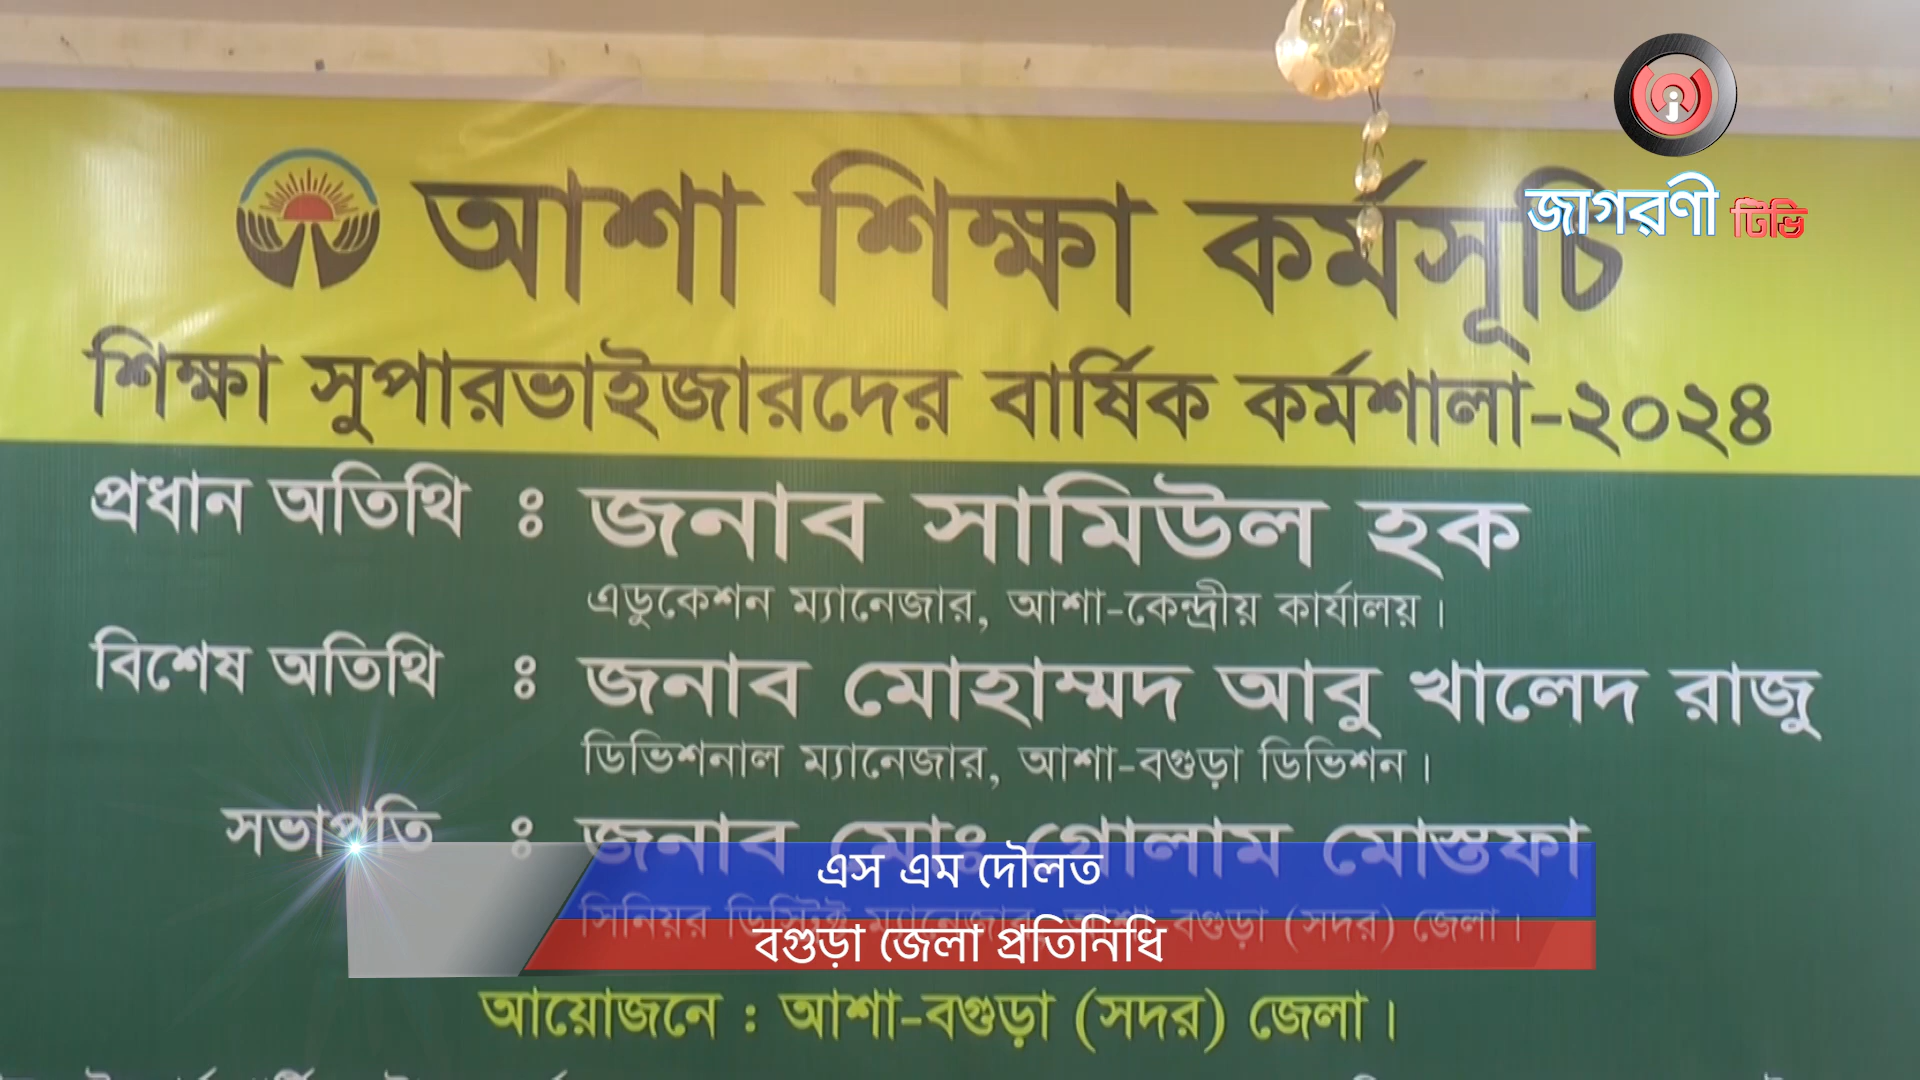 জাগরণী টিভি
আশা শিক্ষা কর্মসূচি
শিক্ষা সুপারভাইজারদের বার্ষিক কর্মশালা-২০২৪
প্রধান অতিথি : জনাব সামিউল হক
এডুকেশন ম্যানেজার, আশা-কেন্দ্রীয় কার্যালয়।
বিশেষ অতিথি : জনাব মোহাম্মদ আবু খালেদ রাজু
ডিভিশনাল ম্যানেজার, আশা-বগুড়া ডিভিশন।
সভাপতি : জনাব মোঃ গোলাম মোস্তফা
এস এম দৌলত
সিনিয়র ডিস্ট্রিক্ট ম্যানেজার, আশা-বগুড়া (সদর) জেলা।
বগুড়া জেলা প্রতিনিধি
আয়োজনে : আশা-বগুড়া (সদর) জেলা।